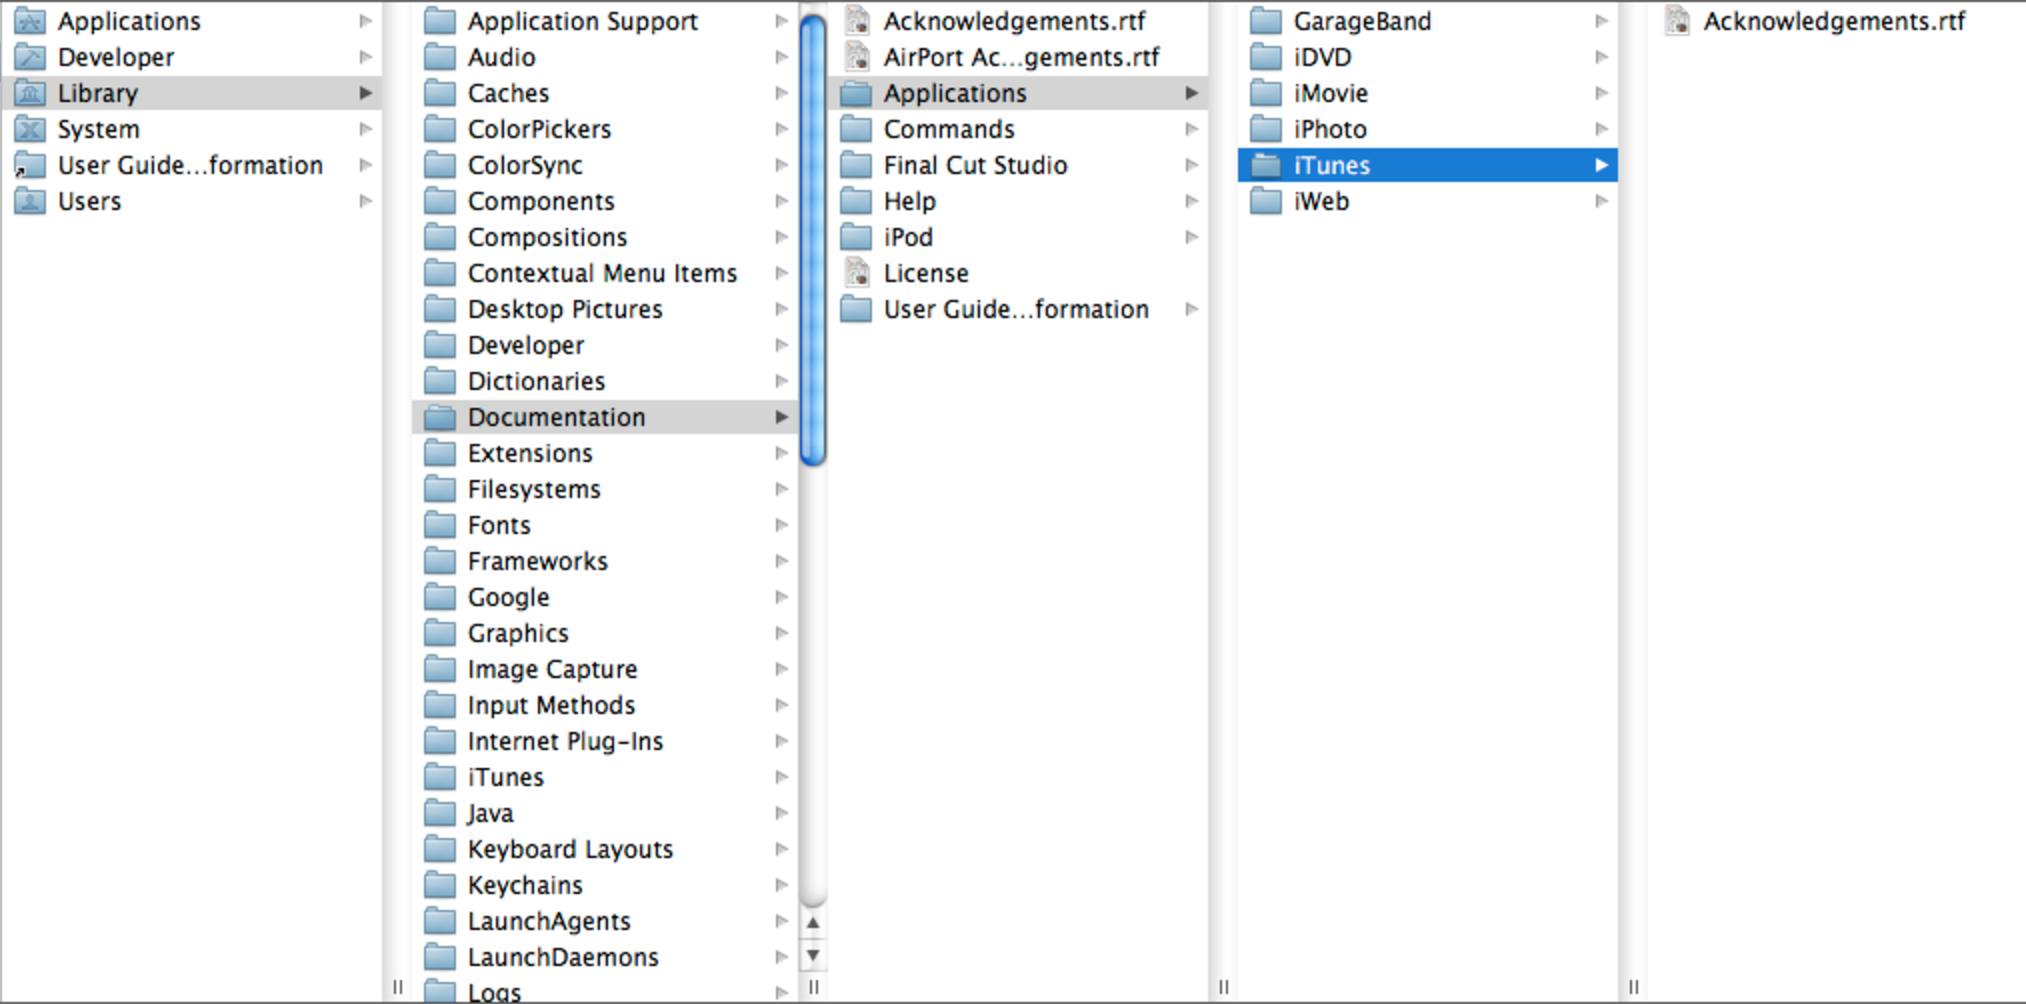 Applications
Developer
Library
System
User Guide...formation
Users
Application Support
Audio
Caches
ColorPickers
ColorSync
Components
Compositions
Contextual Menu Items
Desktop Pictures
Developer
Dictionaries
Documentation
Extensions
Filesystems
Fonts
Frameworks
Google
Graphics
Image Capture
Input Methods
Internet Plug-Ins
iTunes
Java
Keyboard Layouts
Keychains
LaunchAgents
LaunchDaemons
Logs
Acknowledgements.rtf
AirPort Ac...gements.rtf
Applications
Commands
Final Cut Studio
Help
iPod
License
User Guide...formation
GarageBand
iDVD
iMovie
iPhoto
iTunes
iWeb
Acknowledgements.rtf